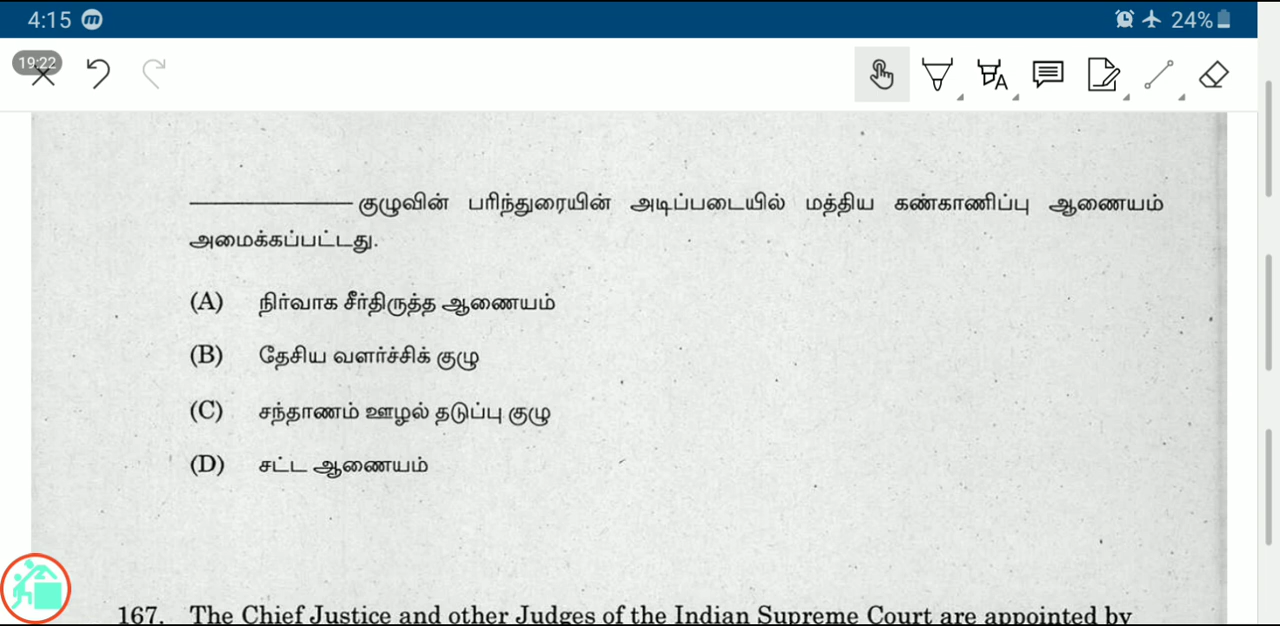 4:15
24%
19:22
A
____________ குழுவின் பரிந்துரையின் அடிப்படையில் மத்திய கண்காணிப்பு ஆணையம்
அமைக்கப்பட்டது.
(A) நிர்வாக சீர்திருத்த ஆணையம்
(B) தேசிய வளர்ச்சிக் குழு
(C) சந்தாணம் ஊழல் தடுப்பு குழு
(D) சட்ட ஆணையம்
167. The Chief Justice and other Judges of the Indian Supreme Court are appointed by